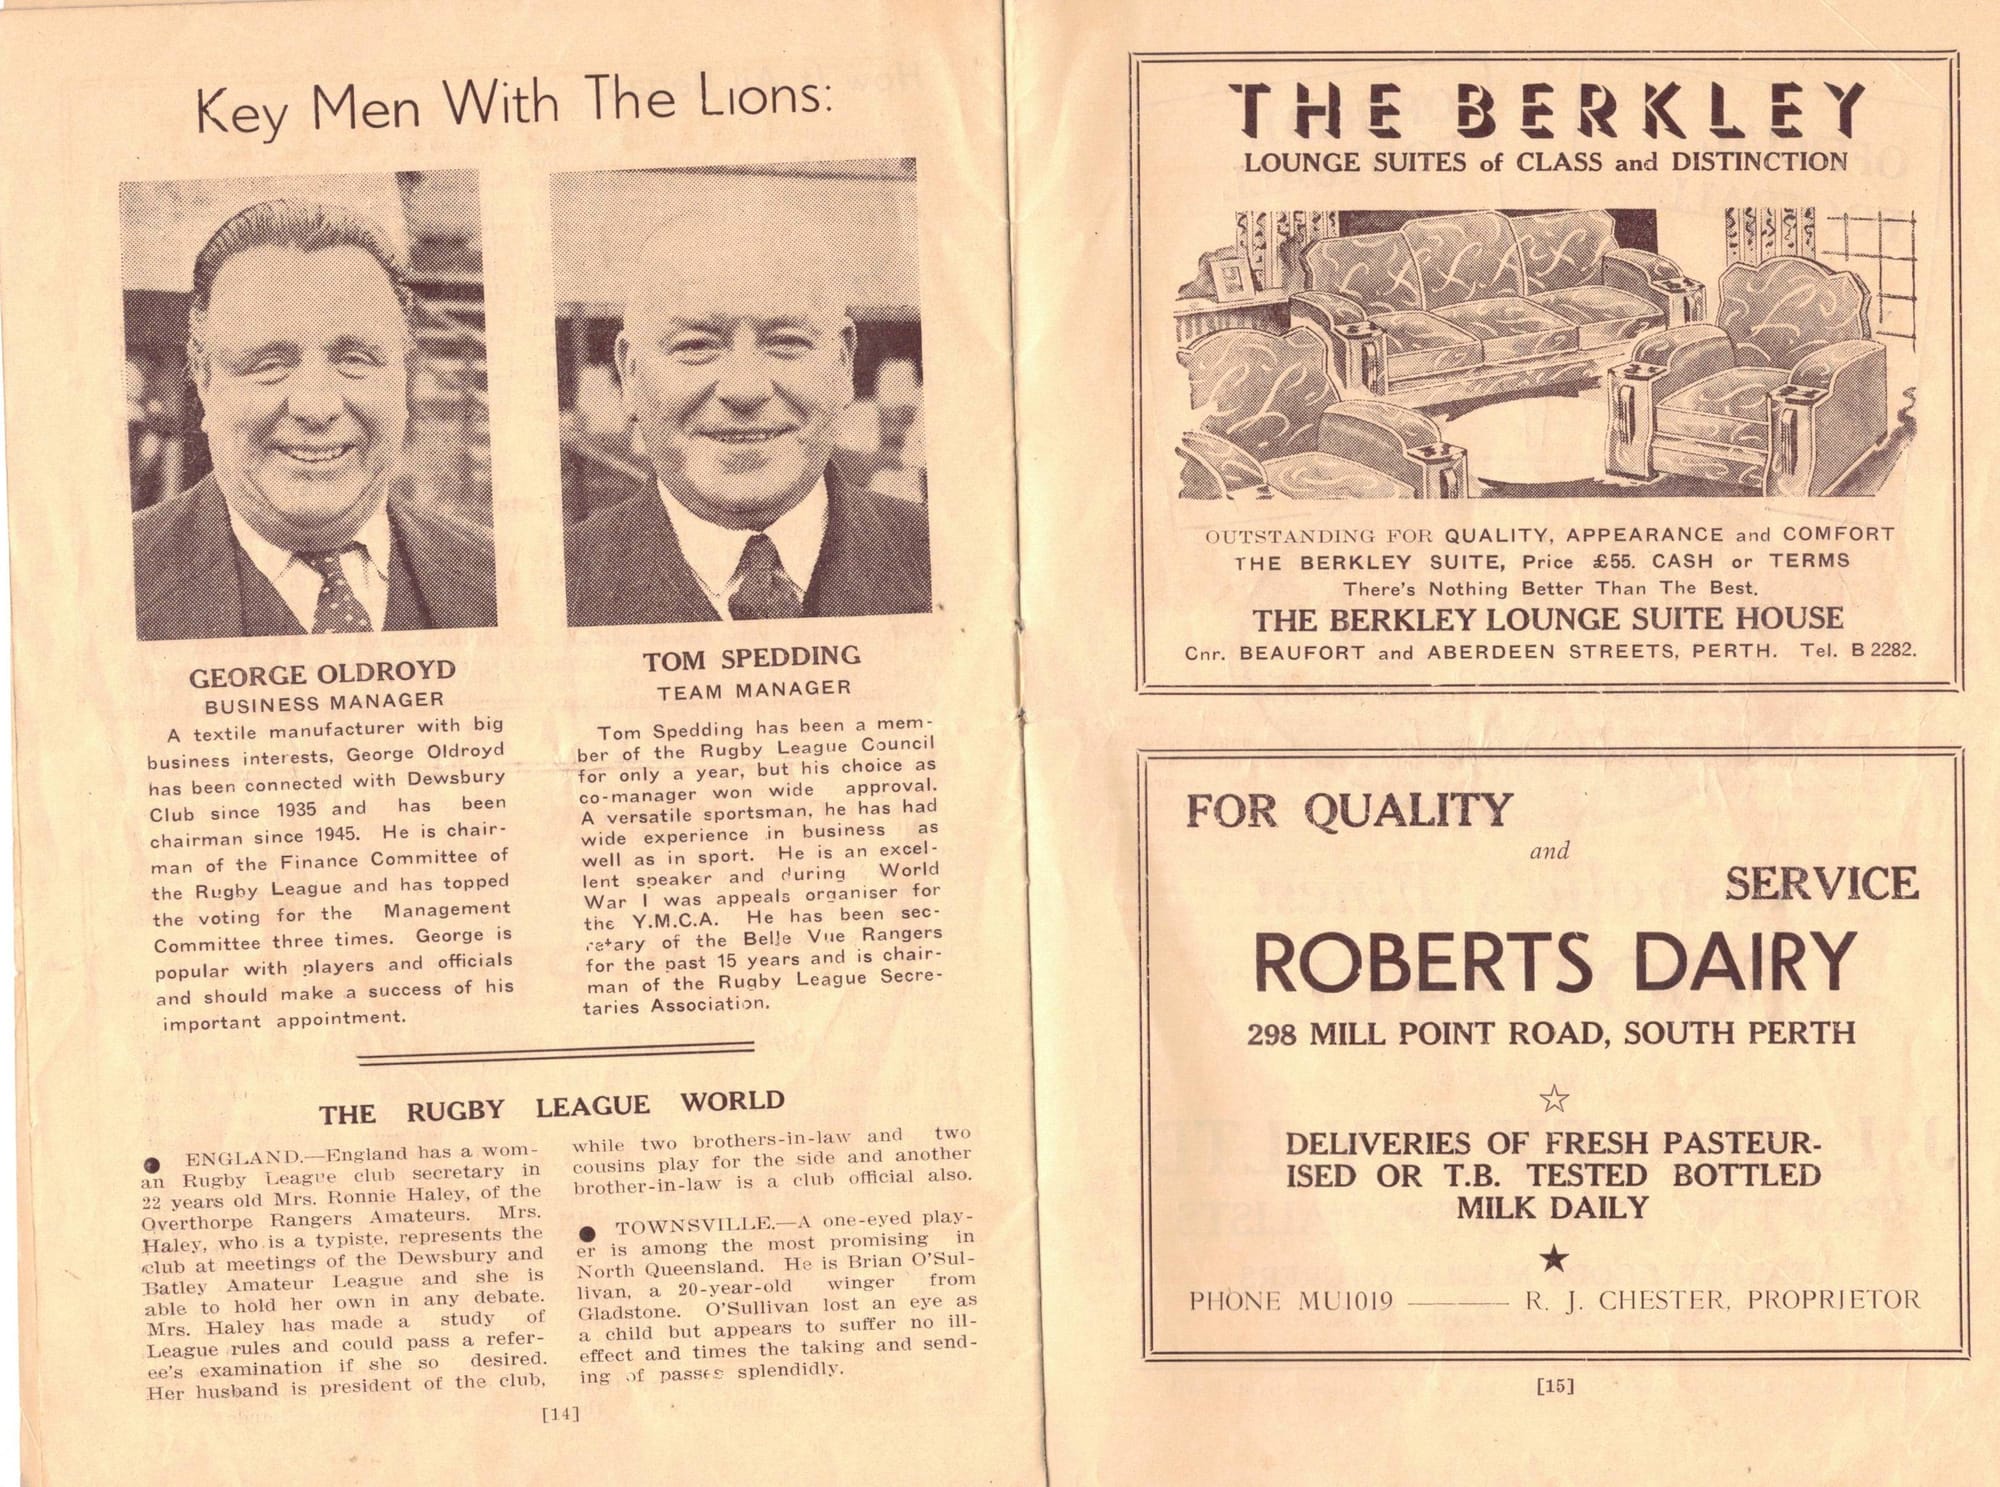 Key Men With The Lions:
GEORGE OLDROYD
BUSINESS MANAGER
A textile manufacturer with big
business interests, George Oldroyd
has been connected with Dewsbury
Club since 1935 and has been
chairman since 1945. He is chair-
man of the Finance Committee of
the Rugby League and has topped
the voting for the Management
Committee three times. George is
popular with players and officials
and should make a success of his
important appointment.
TOM SPEDDING
TEAM MANAGER
Tom Spedding has been a mem-
ber of the Rugby League Council
for only a year, but his choice as
co-manager won wide approval.
A versatile sportsman, he has had
wide experience in business as
well as in sport. He is an excel-
lent speaker and during World
War I was appeals organiser for
the Y.M.C.A. He has been sec-
retary of the Belle Vue Rangers
for the past 15 years and is chair-
man of the Rugby League Secre-
taries Association.
THE RUGBY LEAGUE WORLD
● ENGLAND.—England has a wom-
an Rugby League club secretary in
22 years old Mrs. Ronnie Haley, of the
Overthorpe Rangers Amateurs. Mrs.
Haley, who is a typiste, represents the
club at meetings of the Dewsbury and
Batley Amateur League and she is
able to hold her own in any debate.
Mrs. Haley has made a study of
League rules and could pass a refer-
ee's examination if she so desired.
Her husband is president of the club,
while two brothers-in-law and two
cousins play for the side and another
brother-in-law is a club official also.
● TOWNSVILLE.—A one-eyed play-
er is among the most promising in
North Queensland. He is Brian O'Sul-
livan, a 20-year-old winger from
Gladstone. O'Sullivan lost an eye as
a child but appears to suffer no ill-
effect and times the taking and send-
ing of passes splendidly.
[14]
THE BERKLEY
LOUNGE SUITES of CLASS and DISTINCTION
OUTSTANDING FOR QUALITY, APPEARANCE and COMFORT
THE BERKLEY SUITE, Price £55. CASH or TERMS
There's Nothing Better Than The Best.
THE BERKLEY LOUNGE SUITE HOUSE
Cnr. BEAUFORT and ABERDEEN STREETS, PERTH. Tel. B 2282.
FOR QUALITY
and
SERVICE
ROBERTS DAIRY
298 MILL POINT ROAD, SOUTH PERTH
☆
DELIVERIES OF FRESH PASTEUR-
ISED OR T.B. TESTED BOTTLED
MILK DAILY
★
PHONE MU1019 ——— R. J. CHESTER, PROPRIETOR
[15]